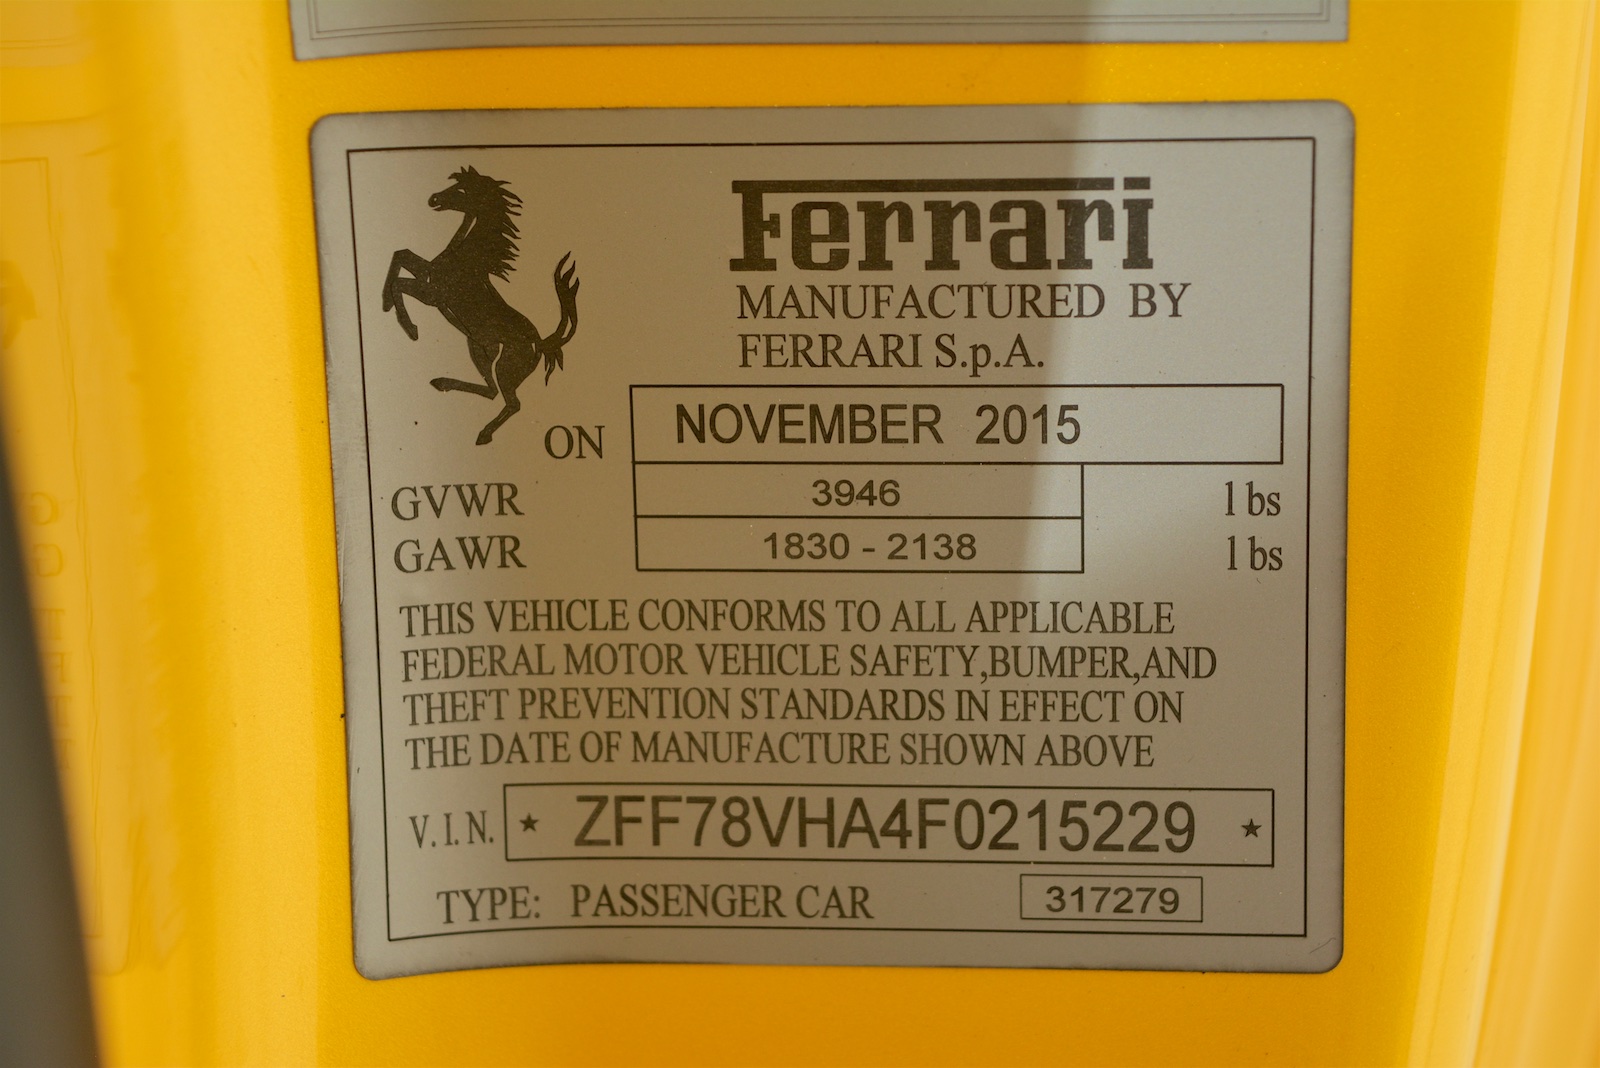 Ferrari
MANUFACTURED BY
FERRARI S.p.A.
ON NOVEMBER 2015
GVWR 3946 lbs
GAWR 1830 - 2138 lbs
THIS VEHICLE CONFORMS TO ALL APPLICABLE
FEDERAL MOTOR VEHICLE SAFETY,BUMPER,AND
THEFT PREVENTION STANDARDS IN EFFECT ON
THE DATE OF MANUFACTURE SHOWN ABOVE
V.I.N. ★ ZFF78VHA4F0215229 ★
TYPE: PASSENGER CAR 317279